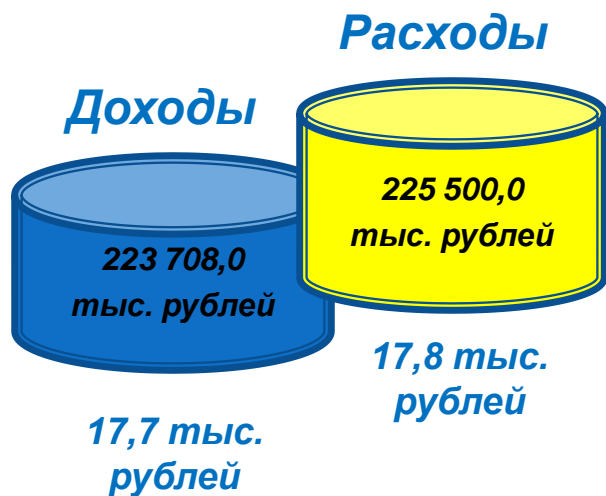 Расходы
Доходы
225 500,0
тыс. рублей
223 708,0
тыс. рублей
17,8 тыс.
рублей
17,7 тыс.
рублей